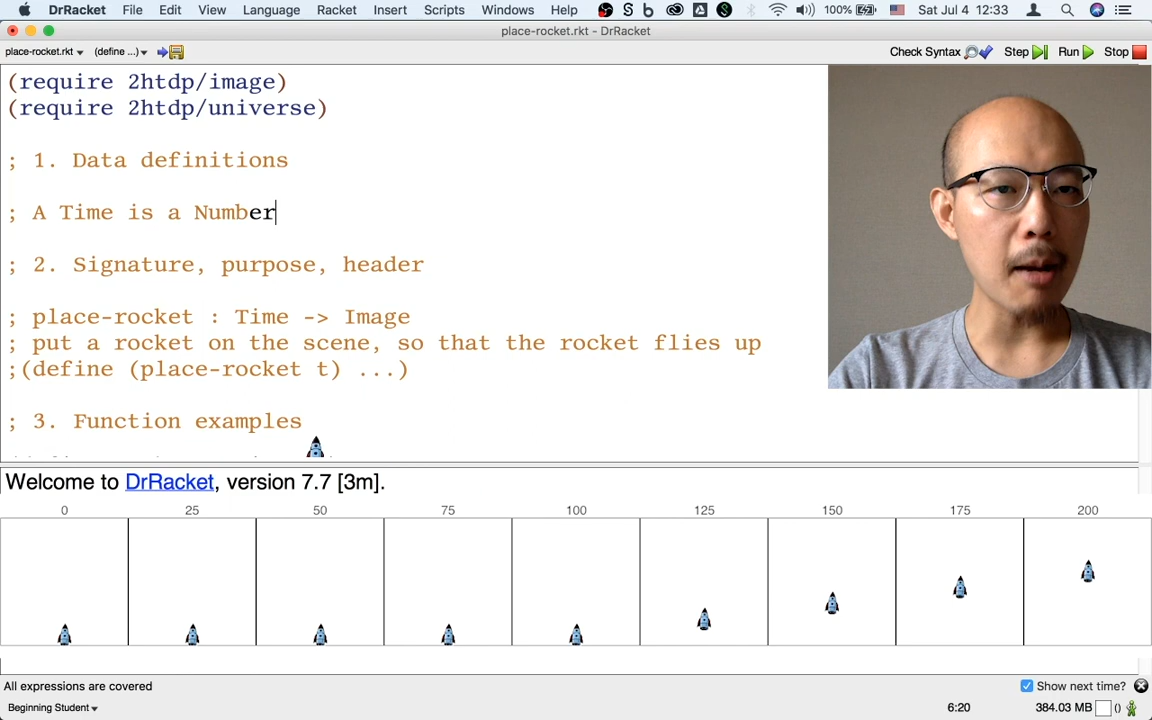 DrRacket File Edit View Language Racket Insert Scripts Windows Help 100% Sat Jul 4 12:33
place-rocket.rkt - DrRacket
place-rocket.rkt (define ...) Check Syntax Step Run Stop
(require 2htdp/image)
(require 2htdp/universe)
; 1. Data definitions
; A Time is a Number
; 2. Signature, purpose, header
; place-rocket : Time -> Image
; put a rocket on the scene, so that the rocket flies up
;(define (place-rocket t) ...)
; 3. Function examples
Welcome to DrRacket, version 7.7 [3m].
0 25 50 75 100 125 150 175 200
All expressions are covered Show next time?
Beginning Student 6:20 384.03 MB ()